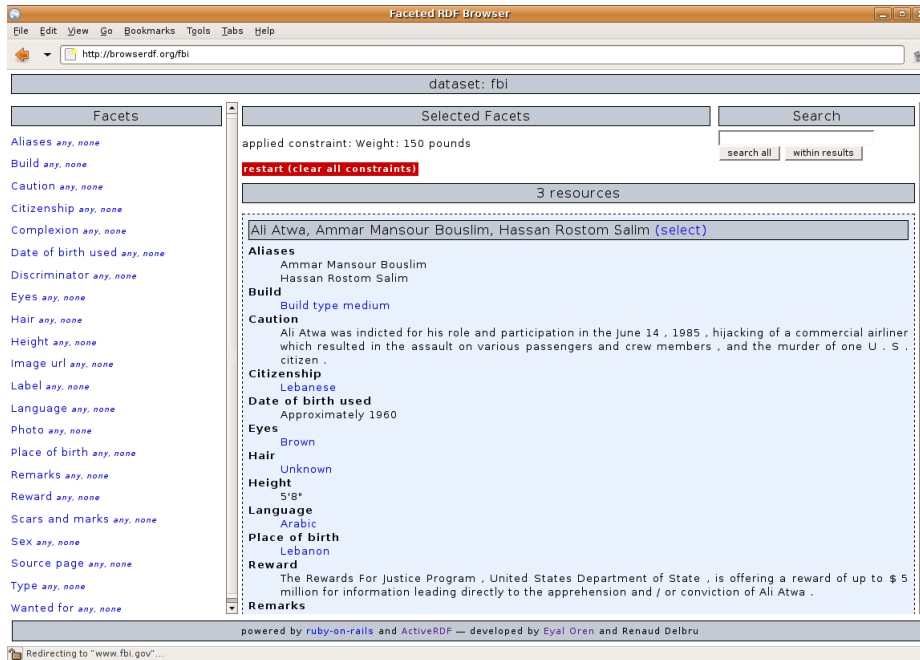 Faceted RDF Browser
File Edit View Go Bookmarks Tools Tabs Help
http://browserdf.org/fbi
dataset: fbi
Facets
Aliases any, none
Build any, none
Caution any, none
Citizenship any, none
Complexion any, none
Date of birth used any, none
Discriminator any, none
Eyes any, none
Hair any, none
Height any, none
Image url any, none
Label any, none
Language any, none
Photo any, none
Place of birth any, none
Remarks any, none
Reward any, none
Scars and marks any, none
Sex any, none
Source page any, none
Type any, none
Wanted for any, none
Selected Facets
applied constraint: Weight: 150 pounds
restart (clear all constraints)
Search
search all within results
3 resources
Ali Atwa, Ammar Mansour Bouslim, Hassan Rostom Salim (select)
Aliases
Ammar Mansour Bouslim
Hassan Rostom Salim
Build
Build type medium
Caution
Ali Atwa was indicted for his role and participation in the June 14 , 1985 , hijacking of a commercial airliner
which resulted in the assault on various passengers and crew members , and the murder of one U . S .
citizen .
Citizenship
Lebanese
Date of birth used
Approximately 1960
Eyes
Brown
Hair
Unknown
Height
5'8"
Language
Arabic
Place of birth
Lebanon
Reward
The Rewards For Justice Program , United States Department of State , is offering a reward of up to $ 5
million for information leading directly to the apprehension and / or conviction of Ali Atwa .
Remarks
powered by ruby-on-rails and ActiveRDF — developed by Eyal Oren and Renaud Delbru
Redirecting to "www.fbi.gov"...